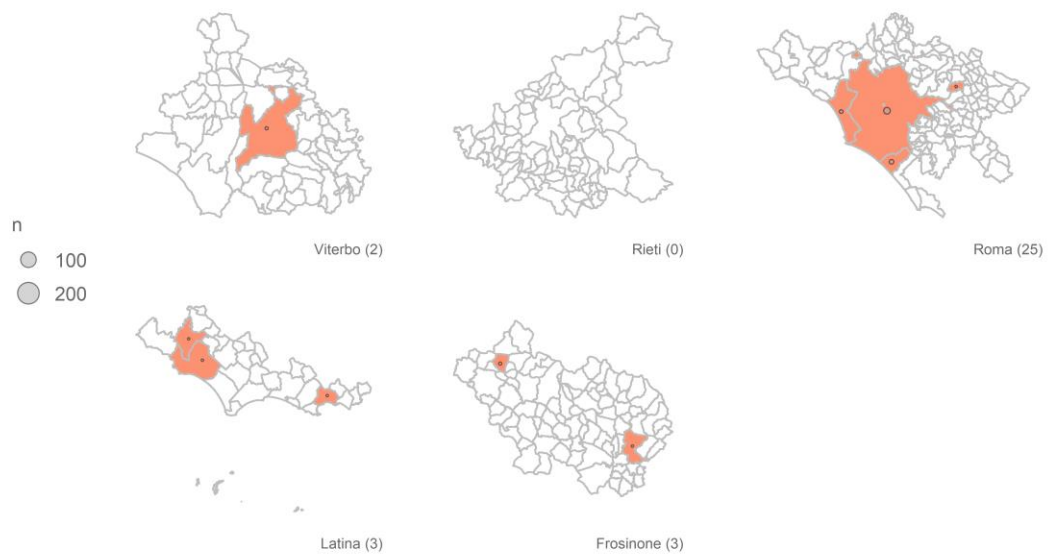 Viterbo (2)
Rieti (0)
Roma (25)
n
100
200
Latina (3)
Frosinone (3)